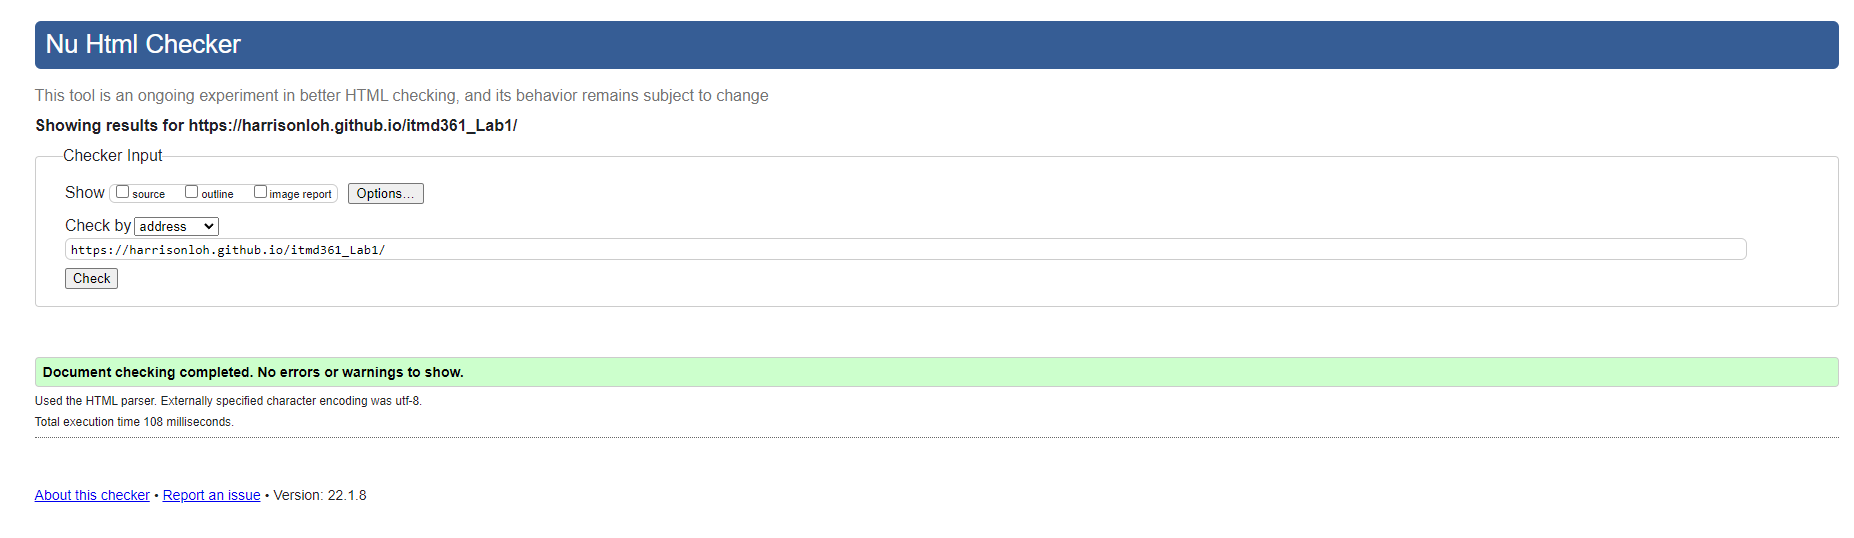 Nu Html Checker
This tool is an ongoing experiment in better HTML checking, and its behavior remains subject to change
Showing results for https://harrisonloh.github.io/itmd361_Lab1/
Checker Input
Show source outline image report Options...
Check by address
https://harrisonloh.github.io/itmd361_Lab1/
Check
Document checking completed. No errors or warnings to show.
Used the HTML parser. Externally specified character encoding was utf-8.
Total execution time 108 milliseconds.
About this checker • Report an issue • Version: 22.1.8